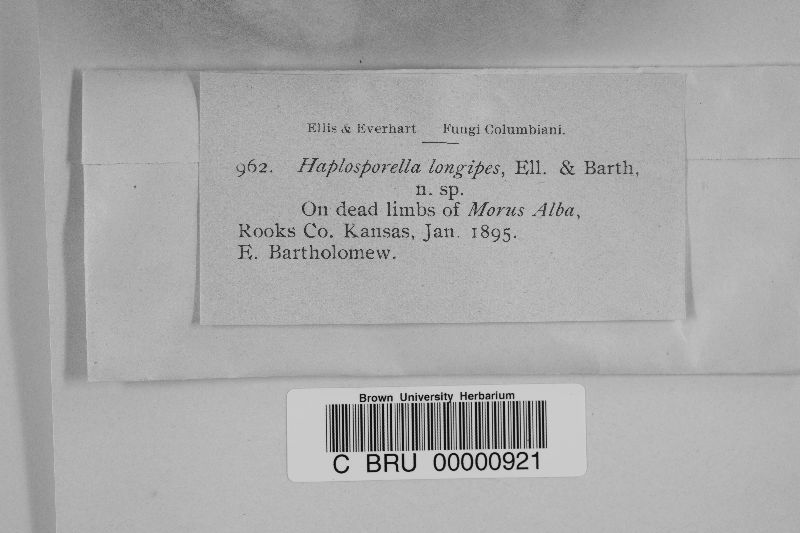 Ellis & Everhart — Fungi Columbiani.
962. Haplosporella longipes, Ell. & Barth,
n. sp.
On dead limbs of Morus Alba,
Rooks Co. Kansas, Jan. 1895.
E. Bartholomew.
Brown University Herbarium
C BRU 00000921